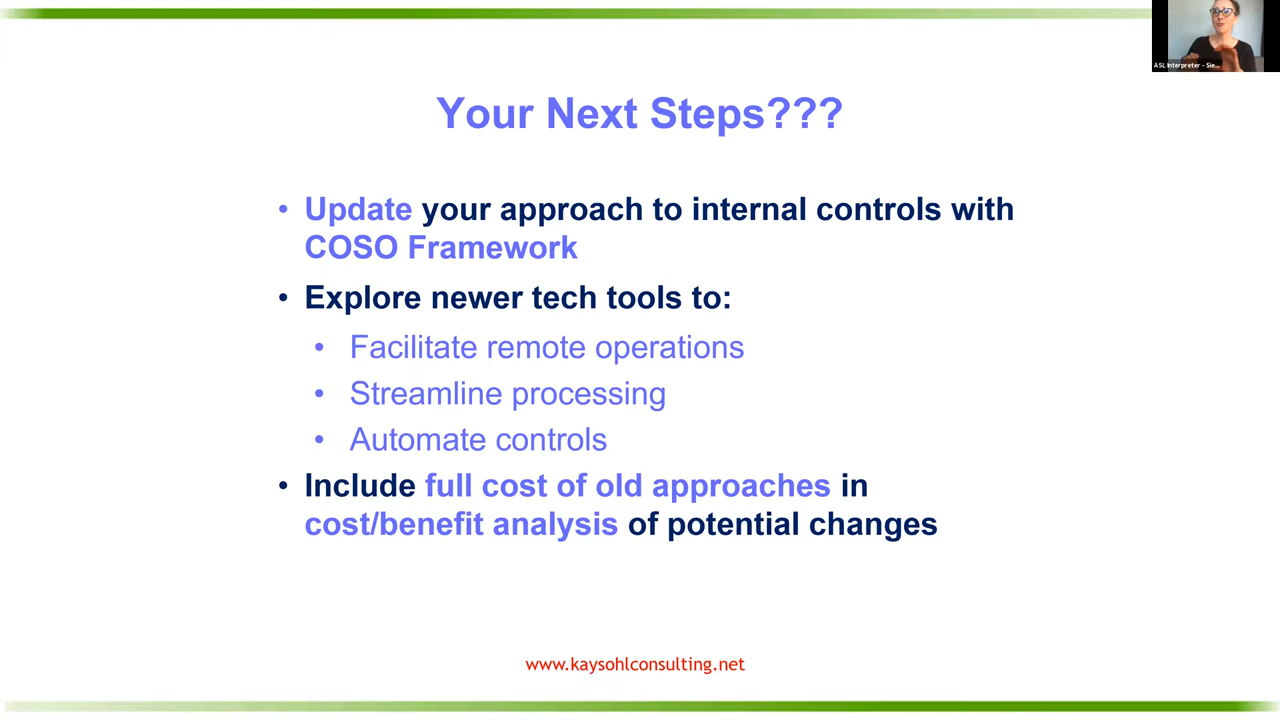 ASL Interpreter - Sie...
Your Next Steps???
• Update your approach to internal controls with
COSO Framework
• Explore newer tech tools to:
• Facilitate remote operations
• Streamline processing
• Automate controls
• Include full cost of old approaches in
cost/benefit analysis of potential changes
www.kaysohlconsulting.net